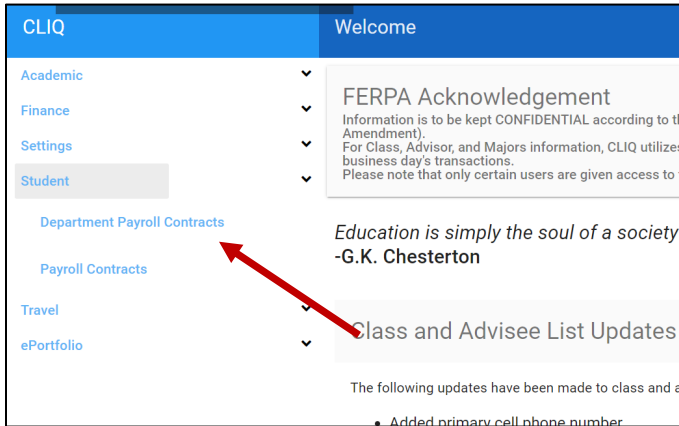 CLIQ
Welcome
Academic
Finance
Settings
Student
Department Payroll Contracts
Payroll Contracts
Travel
ePortfolio
FERPA Acknowledgement
Information is to be kept CONFIDENTIAL according to
Amendment).
For Class, Advisor, and Majors information, CLIQ utilizes
business day's transactions.
Please note that only certain users are given access to
Education is simply the soul of a society
-G.K. Chesterton
Class and Advisee List Updates
The following updates have been made to class and
• Added primary cell phone number